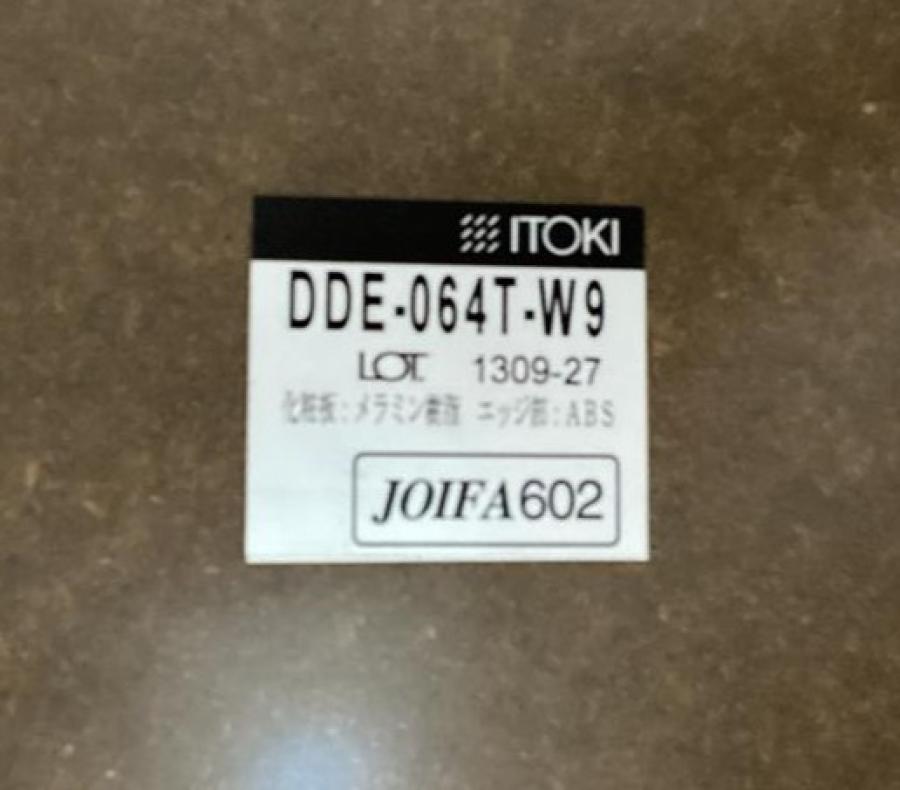 ITOKI
DDE-064T-W9
LOT 1309-27
化粧板:メラミン樹脂 エッジ部:ABS
JOIFA602